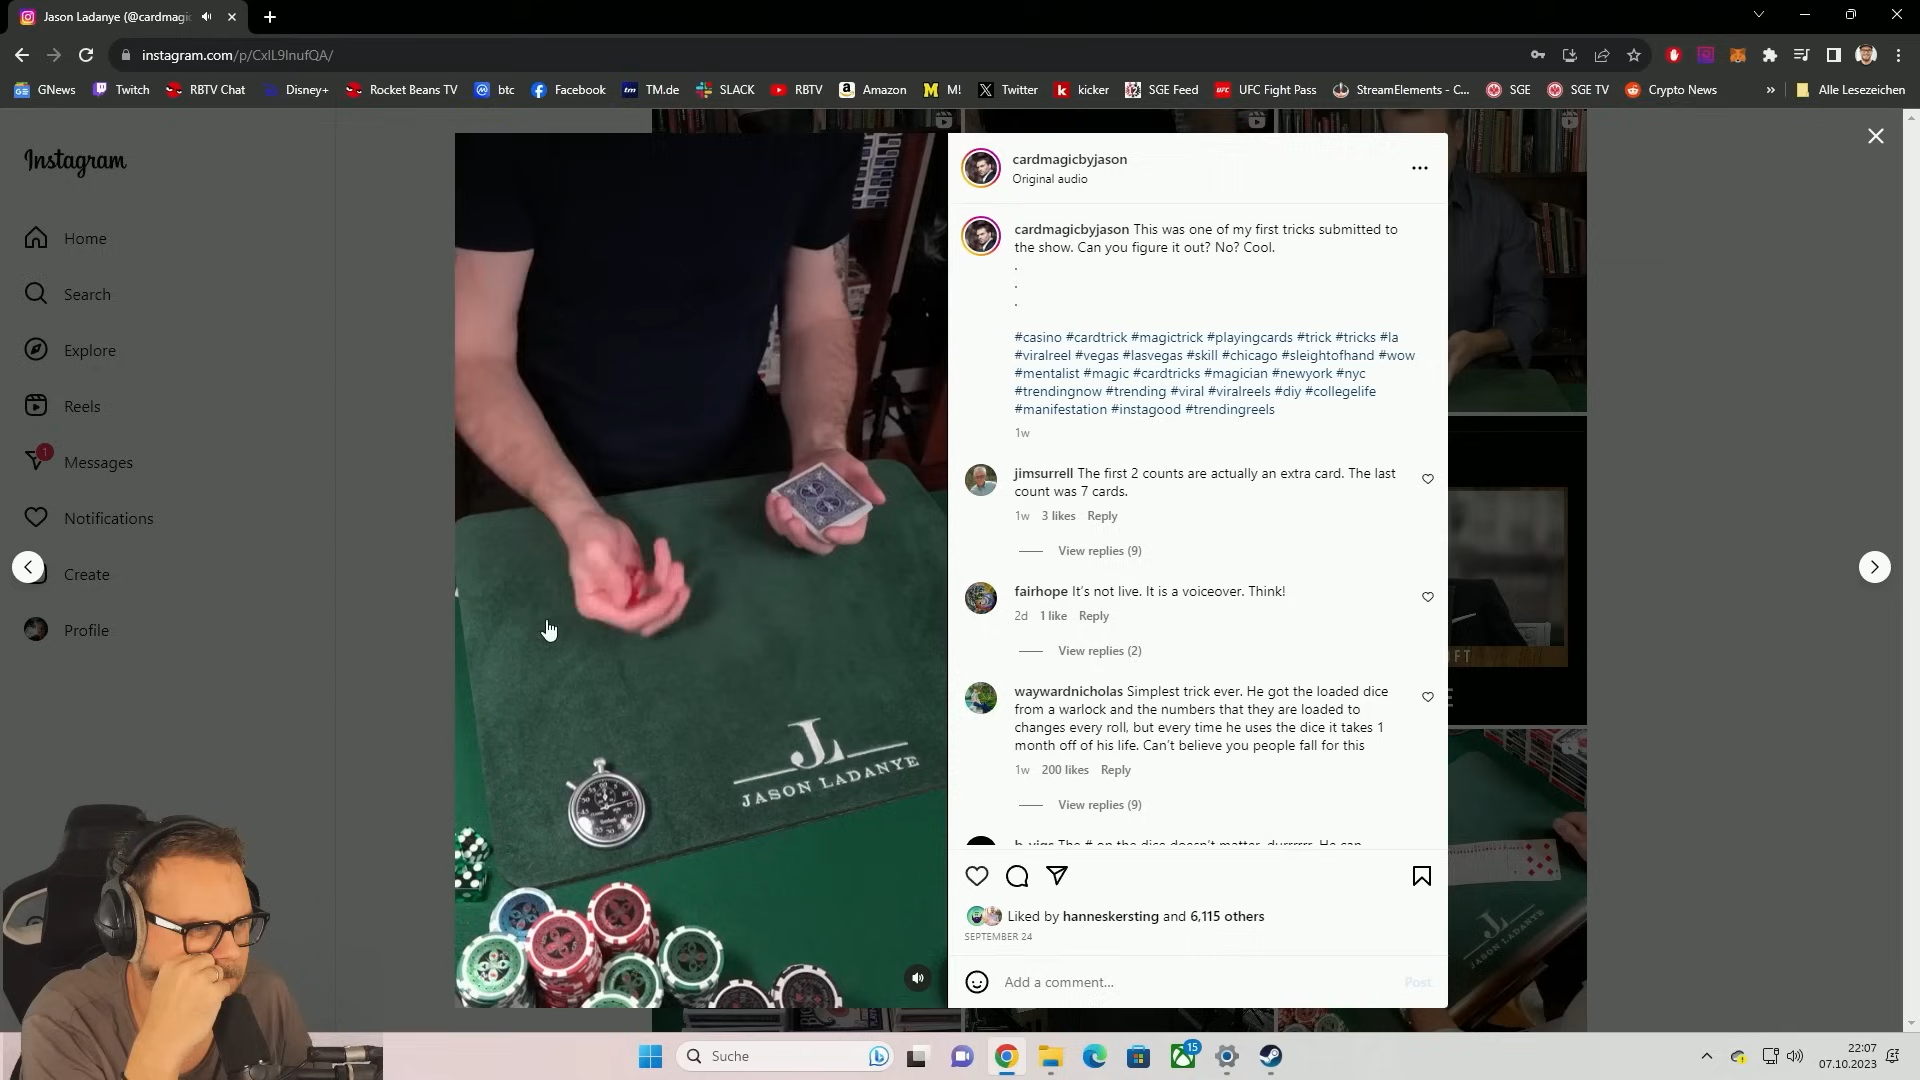 Jason Ladanye (@cardmagic
instagram.com/p/CxlL9lnufQA/
GNews
Twitch
RBTV Chat
Disney+
Rocket Beans TV
btc
Facebook
TM.de
SLACK
RBTV
Amazon
M!
Twitter
kicker
SGE Feed
UFC Fight Pass
StreamElements - C...
SGE
SGE TV
Crypto News
»
Alle Lesezeichen
Instagram
Home
Search
Explore
Reels
1
Messages
Notifications
Create
Profile
JL
JASON LADANYE
cardmagicbyjason
Original audio
cardmagicbyjason This was one of my first tricks submitted to
the show. Can you figure it out? No? Cool.
.
.
.
#casino #cardtrick #magictrick #playingcards #trick #tricks #la
#viralreel #vegas #lasvegas #skill #chicago #sleightofhand #wow
#mentalist #magic #cardtricks #magician #newyork #nyc
#trendingnow #trending #viral #viralreels #diy #collegelife
#manifestation #instagood #trendingreels
1w
jimsurrell The first 2 counts are actually an extra card. The last
count was 7 cards.
1w 3 likes Reply
View replies (9)
fairhope It's not live. It is a voiceover. Think!
2d 1 like Reply
View replies (2)
waywardnicholas Simplest trick ever. He got the loaded dice
from a warlock and the numbers that they are loaded to
changes every roll, but every time he uses the dice it takes 1
month off of his life. Can't believe you people fall for this
1w 200 likes Reply
View replies (9)
Liked by hanneskersting and 6,115 others
SEPTEMBER 24
Add a comment...
Post
JL
JASON LADANYE
Suche
15
22:07
07.10.2023